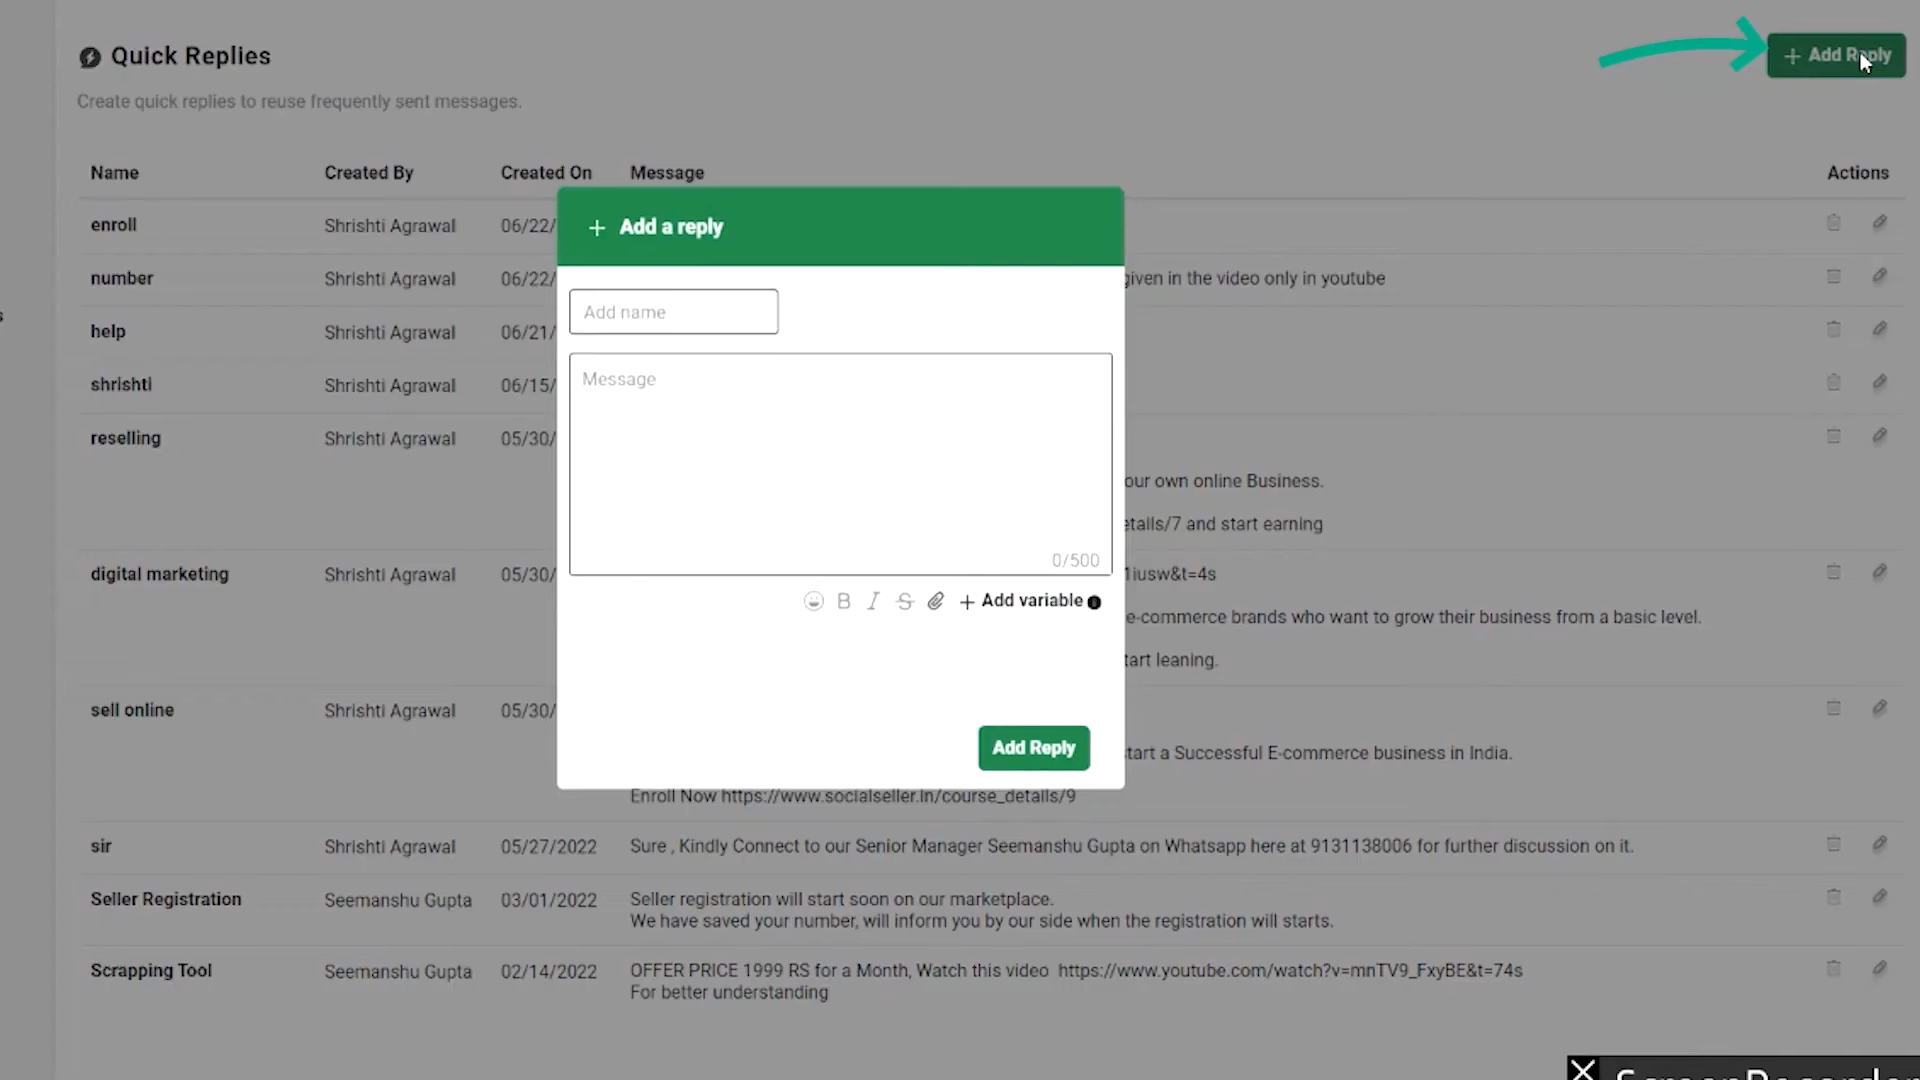 Quick Replies
+ Add Reply
Create quick replies to reuse frequently sent messages.
Name Created By Created On Message Actions
+ Add a reply
Add name
Message
0/500
B I S + Add variable
Add Reply
enroll Shrishti Agrawal 06/22/
number Shrishti Agrawal 06/22/ given in the video only in youtube
help Shrishti Agrawal 06/21/
shrishti Shrishti Agrawal 06/15/
reselling Shrishti Agrawal 05/30/
our own online Business.
etails/7 and start earning
digital marketing Shrishti Agrawal 05/30/ 1iusw&t=4s
e-commerce brands who want to grow their business from a basic level.
tart leaning.
sell online Shrishti Agrawal 05/30/
tart a Successful E-commerce business in India.
Enroll Now https://www.socialseller.in/course_details/9
sir Shrishti Agrawal 05/27/2022 Sure , Kindly Connect to our Senior Manager Seemanshu Gupta on Whatsapp here at 9131138006 for further discussion on it.
Seller Registration Seemanshu Gupta 03/01/2022 Seller registration will start soon on our marketplace.
We have saved your number, will inform you by our side when the registration will starts.
Scrapping Tool Seemanshu Gupta 02/14/2022 OFFER PRICE 1999 RS for a Month, Watch this video https://www.youtube.com/watch?v=mnTV9_FxyBE&t=74s
For better understanding